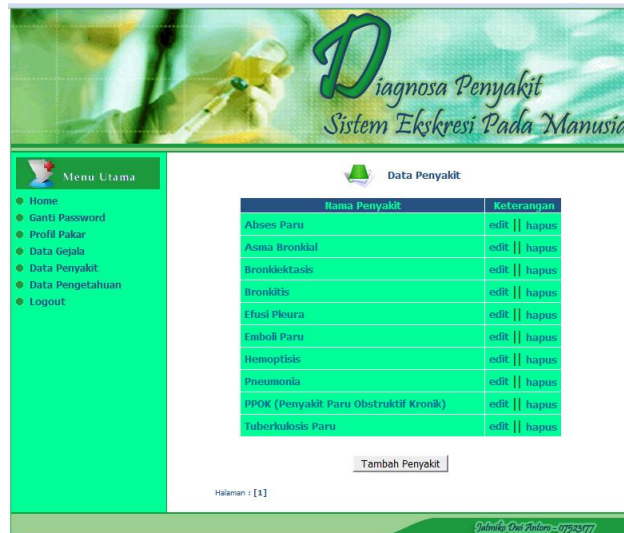 Diagnosa Penyakit
Sistem Ekskresi Pada Manusia
Menu Utama
Home
Ganti Password
Profil Pakar
Data Gejala
Data Penyakit
Data Pengetahuan
Logout
Data Penyakit
Nama Penyakit Keterangan
Abses Paru edit || hapus
Asma Bronkial edit || hapus
Bronkiektasis edit || hapus
Bronkitis edit || hapus
Efusi Pleura edit || hapus
Emboli Paru edit || hapus
Hemoptisis edit || hapus
Pneumonia edit || hapus
PPOK (Penyakit Paru Obstruktif Kronik) edit || hapus
Tuberkulosis Paru edit || hapus
Tambah Penyakit
Halaman : [1]
Jatmiko Dwi Antoro - 07523177